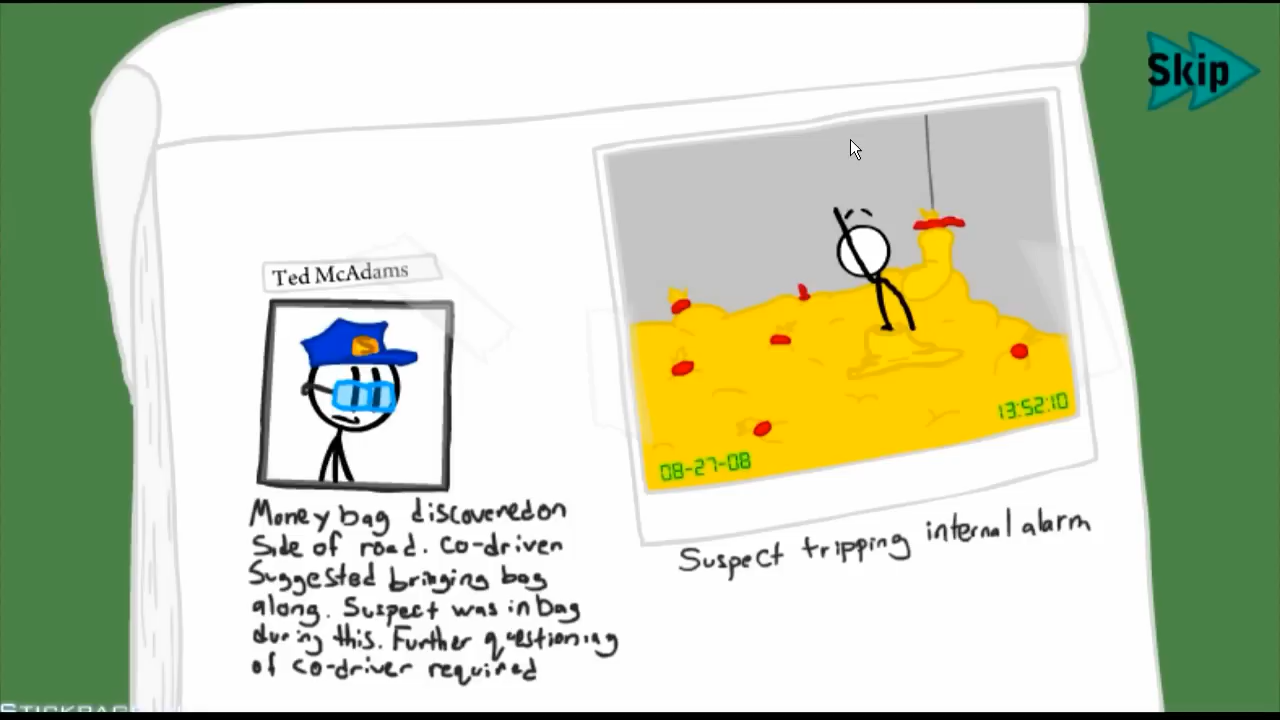 Skip
Ted McAdams
S
Money bag discovered on
Side of road. Co-driven
Suggested bringing bag
along. Suspect was in bag
during this. Further questioning
of co-driver required
13:52:10
08-27-08
Suspect tripping internal alarm